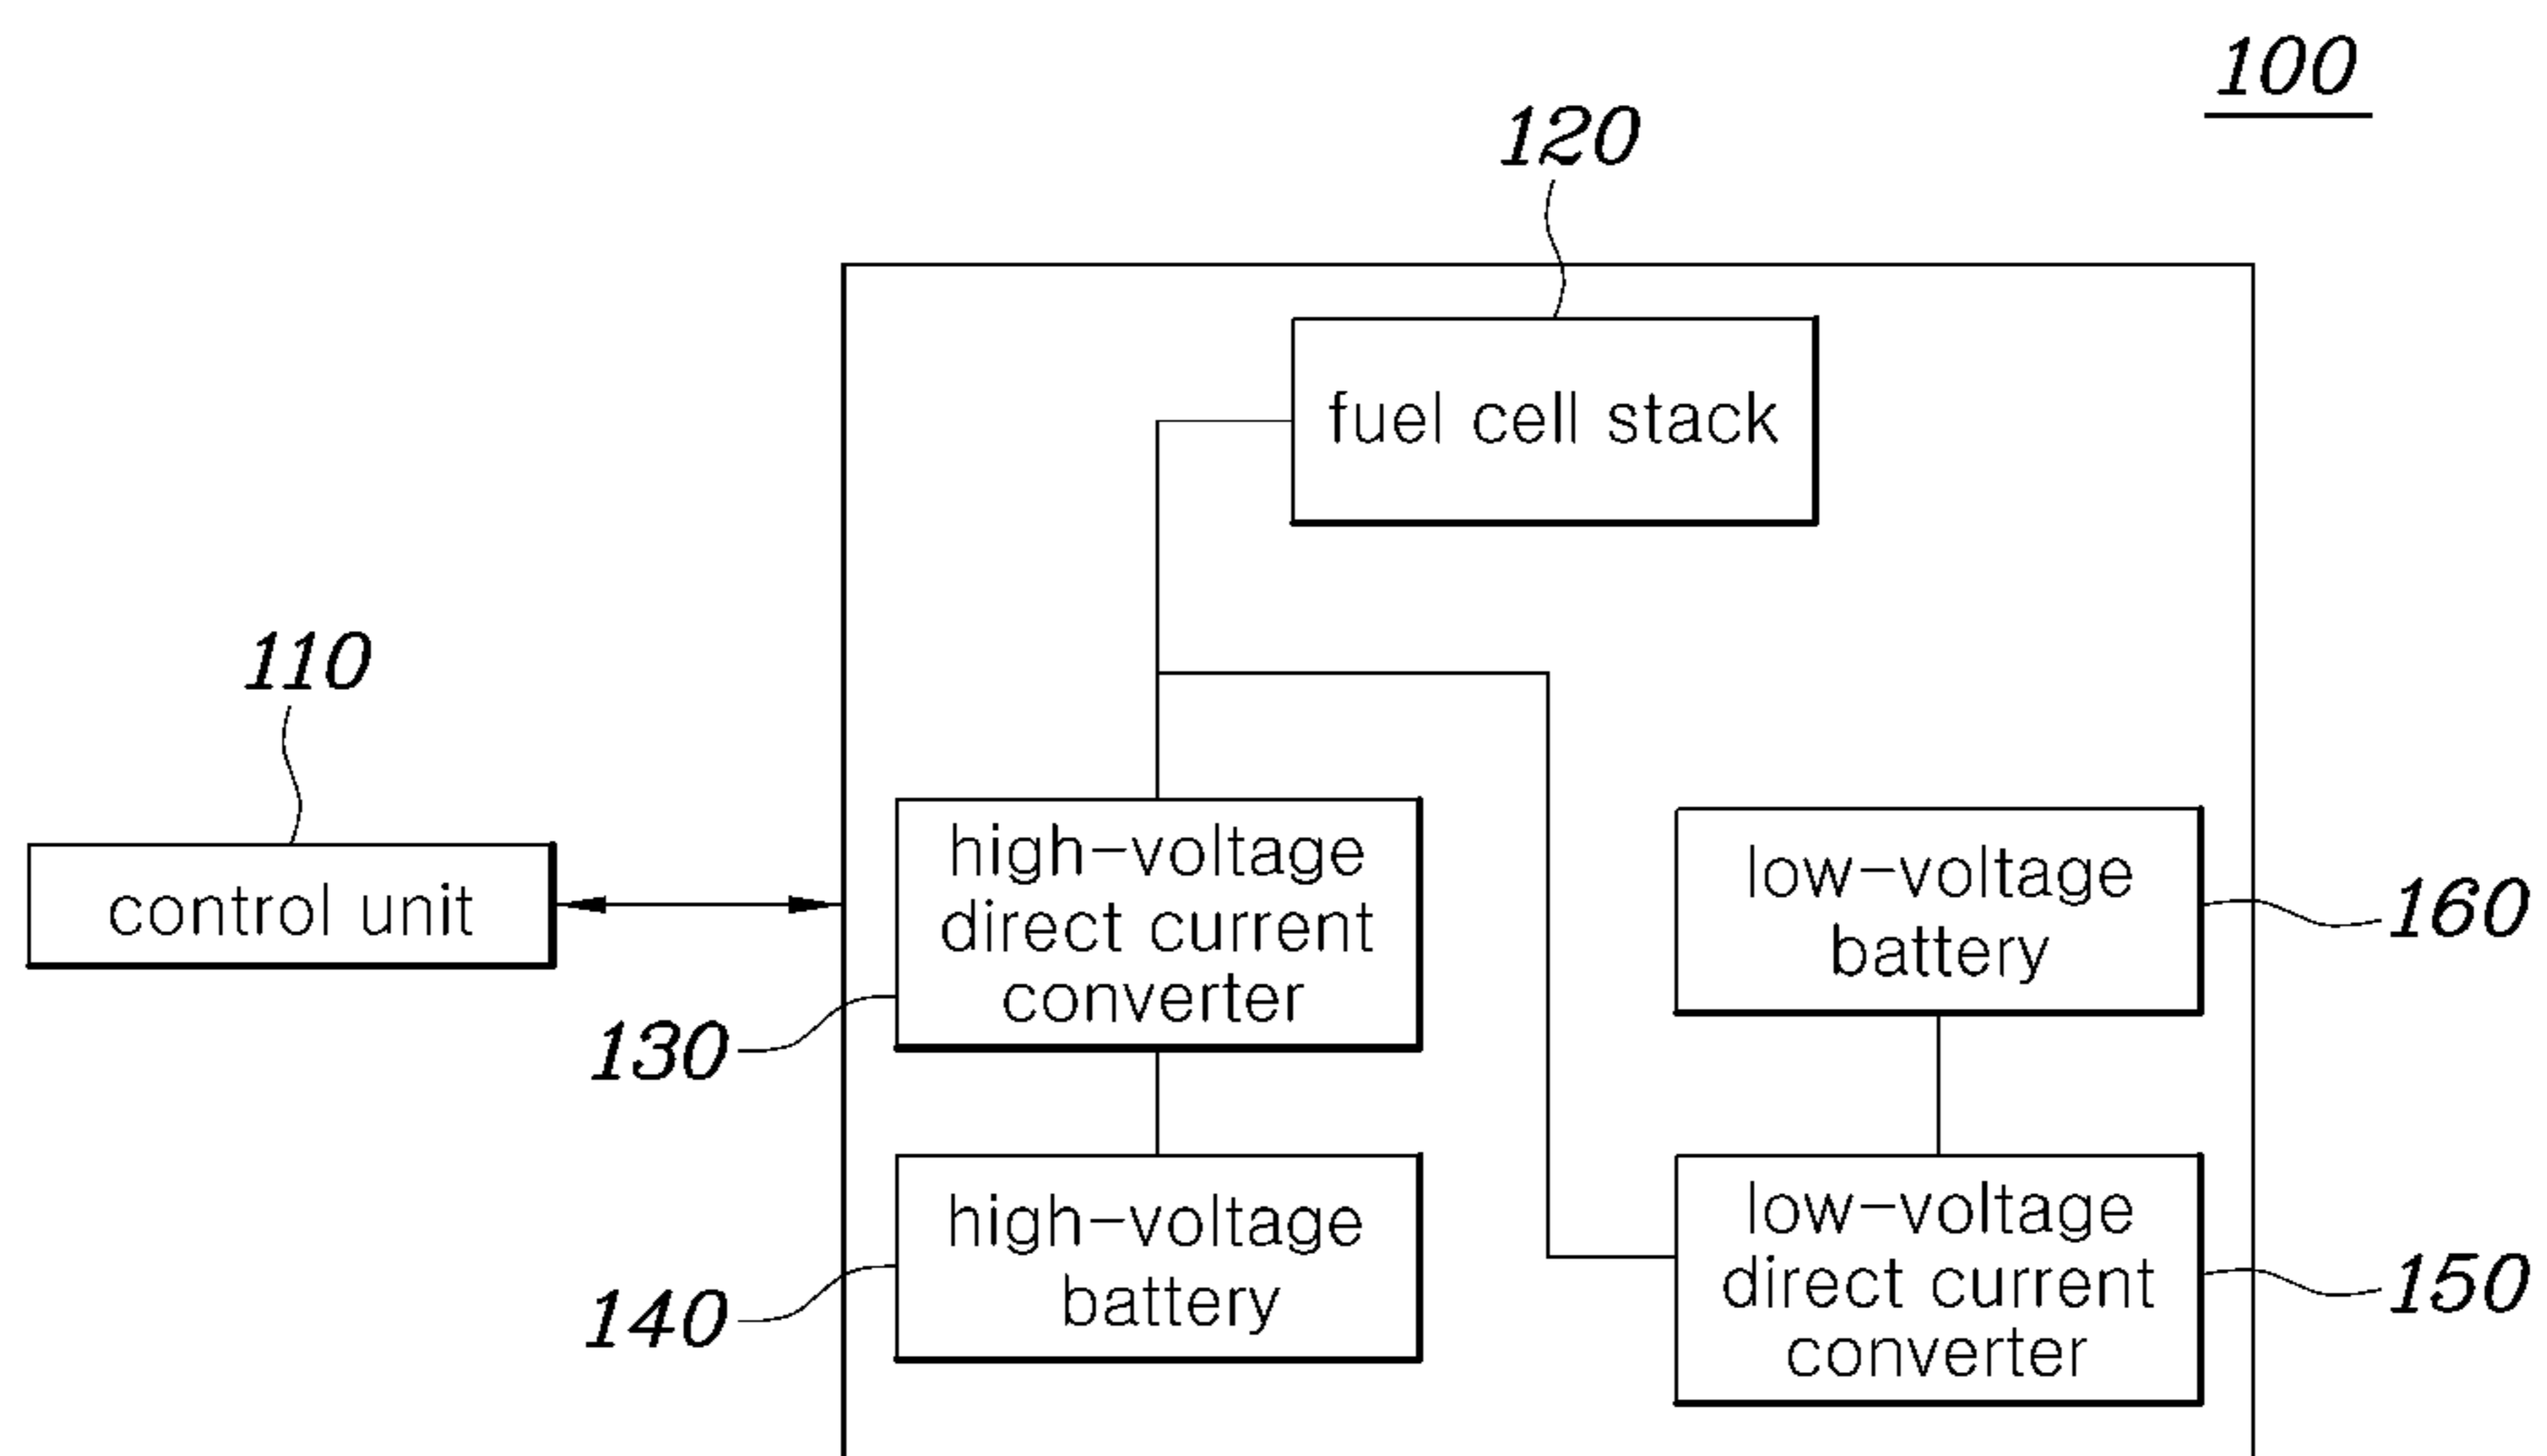 100
120
fuel cell stack
110
control unit
high-voltage
direct current
converter
130
low-voltage
battery
160
high-voltage
battery
140
low-voltage
direct current
converter
150